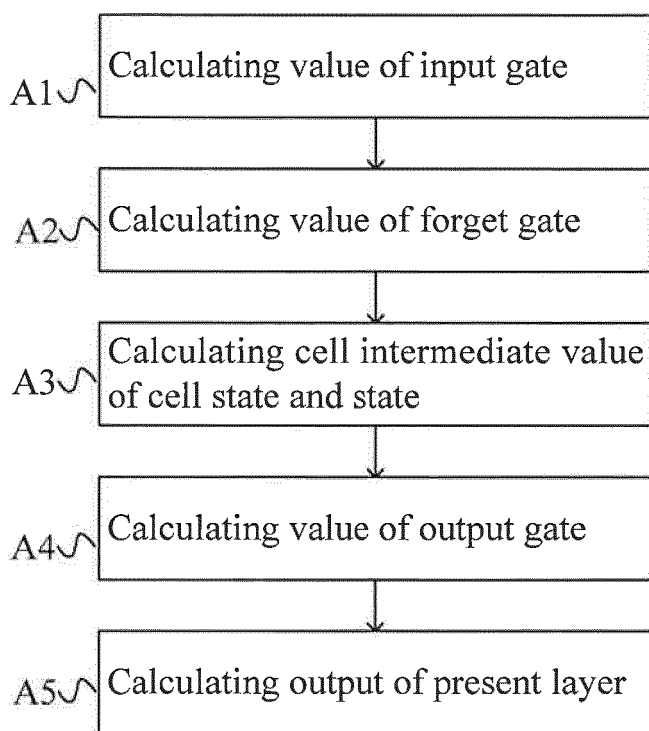 A1
Calculating value of input gate
A2
Calculating value of forget gate
A3
Calculating cell intermediate value
of cell state and state
A4
Calculating value of output gate
A5
Calculating output of present layer